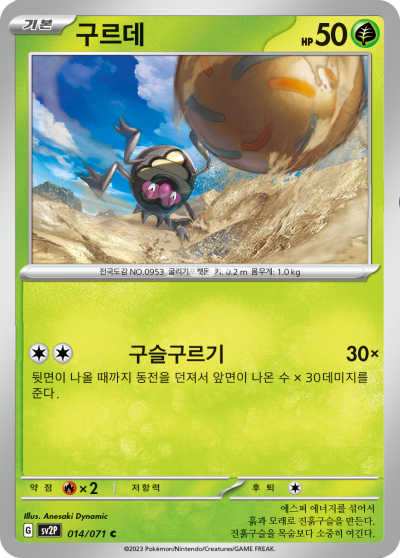 기본 구르데 HP 50
전국도감 NO.0953 굴리기포켓몬 키: 0.2 m 몸무게: 1.0 kg
구슬구르기 30×
뒷면이 나올 때까지 동전을 던져서 앞면이 나온 수 × 30데미지를
준다.
약점 ×2 저항력 후퇴
Illus. Anesaki Dynamic
G sv2P 014/071 C
에스퍼 에너지를 섞어서
흙과 모래로 진흙구슬을 만든다.
진흙구슬을 목숨보다 소중히 여긴다.
©2023 Pokémon/Nintendo/Creatures/GAME FREAK.